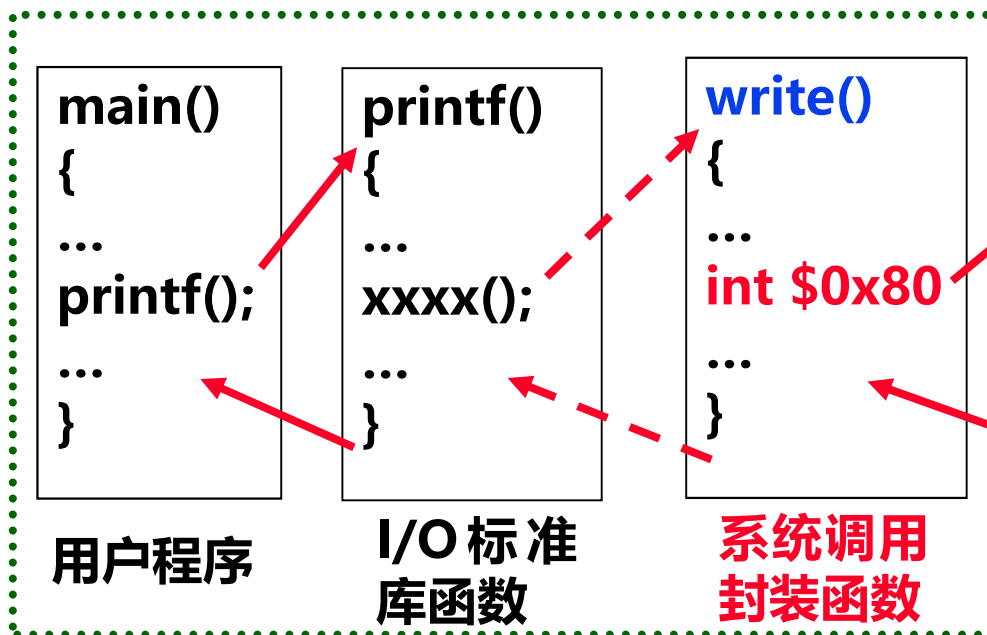 main()
{
...
printf();
...
}
用户程序
printf()
{
...
xxxx();
...
}
I/O标准
库函数
write()
{
...
int $0x80
...
}
系统调用
封装函数